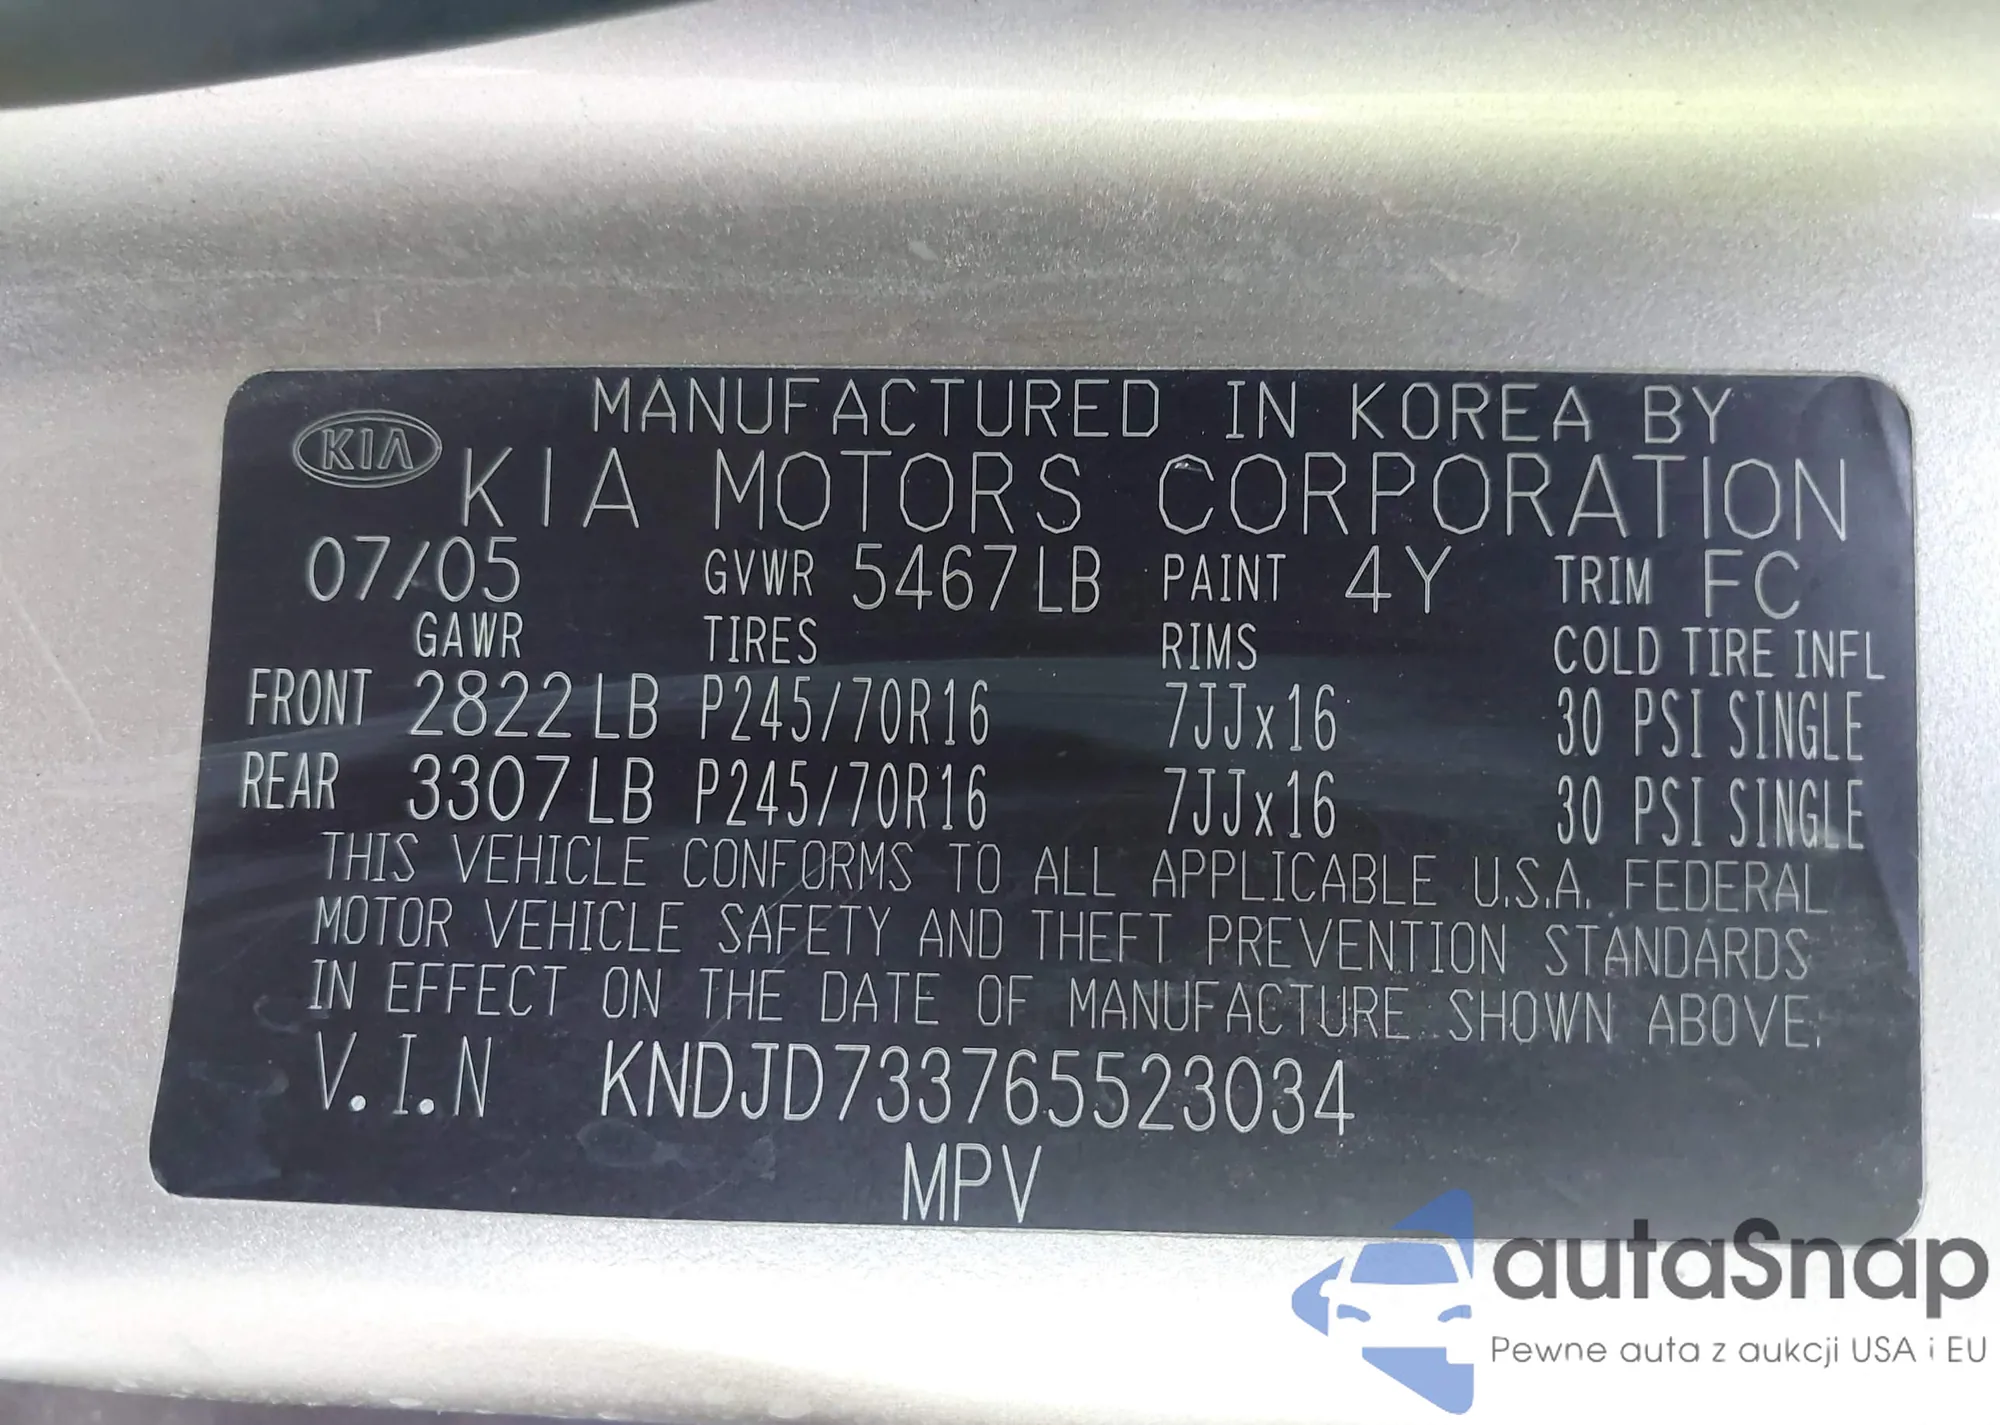 MANUFACTURED IN KOREA BY
KIA KIA MOTORS CORPORATION
07/05 GVWR 5467LB PAINT 4Y TRIM FC
GAWR TIRES RIMS COLD TIRE INFL
FRONT 2822LB P245/70R16 7JJx16 30 PSI SINGLE
REAR 3307LB P245/70R16 7JJx16 30 PSI SINGLE
THIS VEHICLE CONFORMS TO ALL APPLICABLE U.S.A. FEDERAL
MOTOR VEHICLE SAFETY AND THEFT PREVENTION STANDARDS
IN EFFECT ON THE DATE OF MANUFACTURE SHOWN ABOVE.
V.I.N KNDJD733765523034
MPV
autaSnap
Pewne auta z aukcji USA i EU